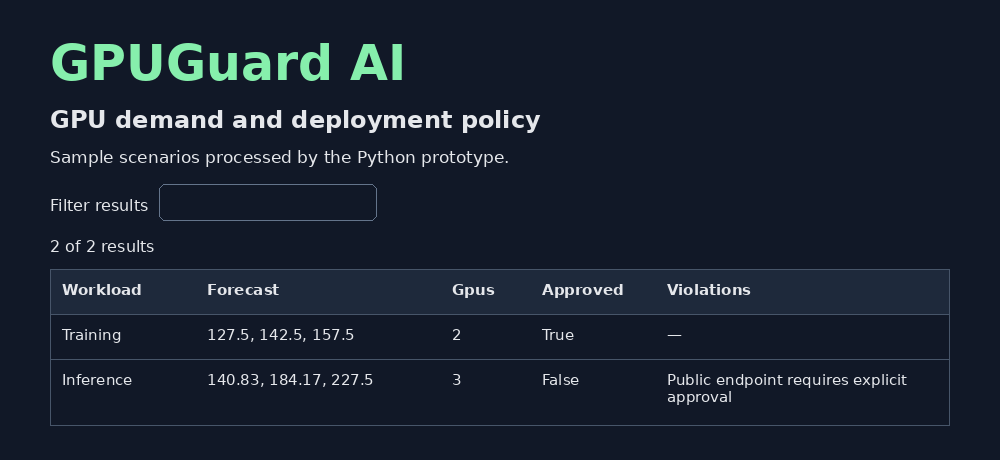 GPUGuard AI
GPU demand and deployment policy
Sample scenarios processed by the Python prototype.
Filter results
2 of 2 results
Workload Forecast Gpus Approved Violations
Training 127.5, 142.5, 157.5 2 True —
Inference 140.83, 184.17, 227.5 3 False Public endpoint requires explicit
approval